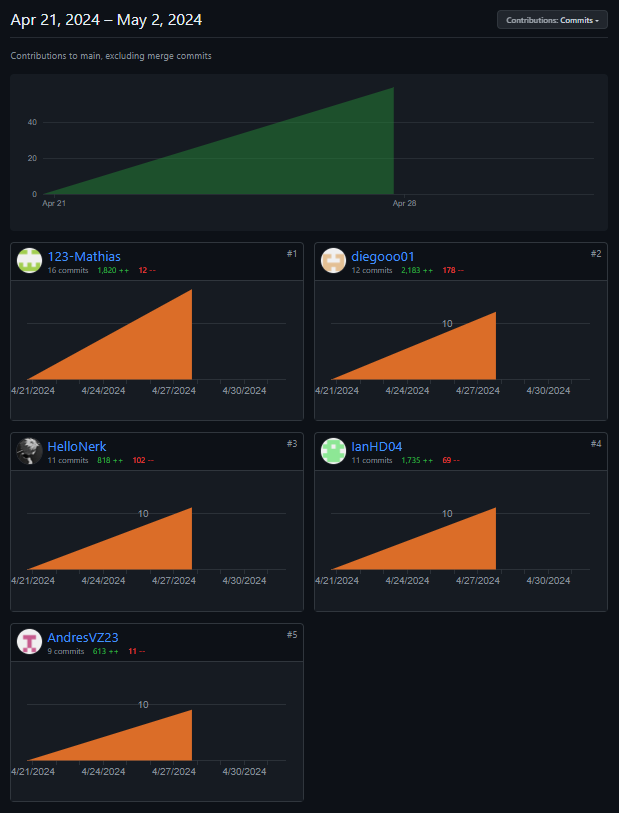 Apr 21, 2024 – May 2, 2024
Contributions: Commits
Contributions to main, excluding merge commits
40
20
0
Apr 21
Apr 28
123-Mathias
#1
16 commits 1,820 ++ 12 --
10
4/21/2024 4/24/2024 4/27/2024 4/30/2024
diegooo01
#2
12 commits 2,183 ++ 178 --
10
4/21/2024 4/24/2024 4/27/2024 4/30/2024
HelloNerk
#3
11 commits 818 ++ 102 --
10
4/21/2024 4/24/2024 4/27/2024 4/30/2024
IanHD04
#4
11 commits 1,735 ++ 69 --
10
4/21/2024 4/24/2024 4/27/2024 4/30/2024
AndresVZ23
#5
9 commits 613 ++ 11 --
10
4/21/2024 4/24/2024 4/27/2024 4/30/2024